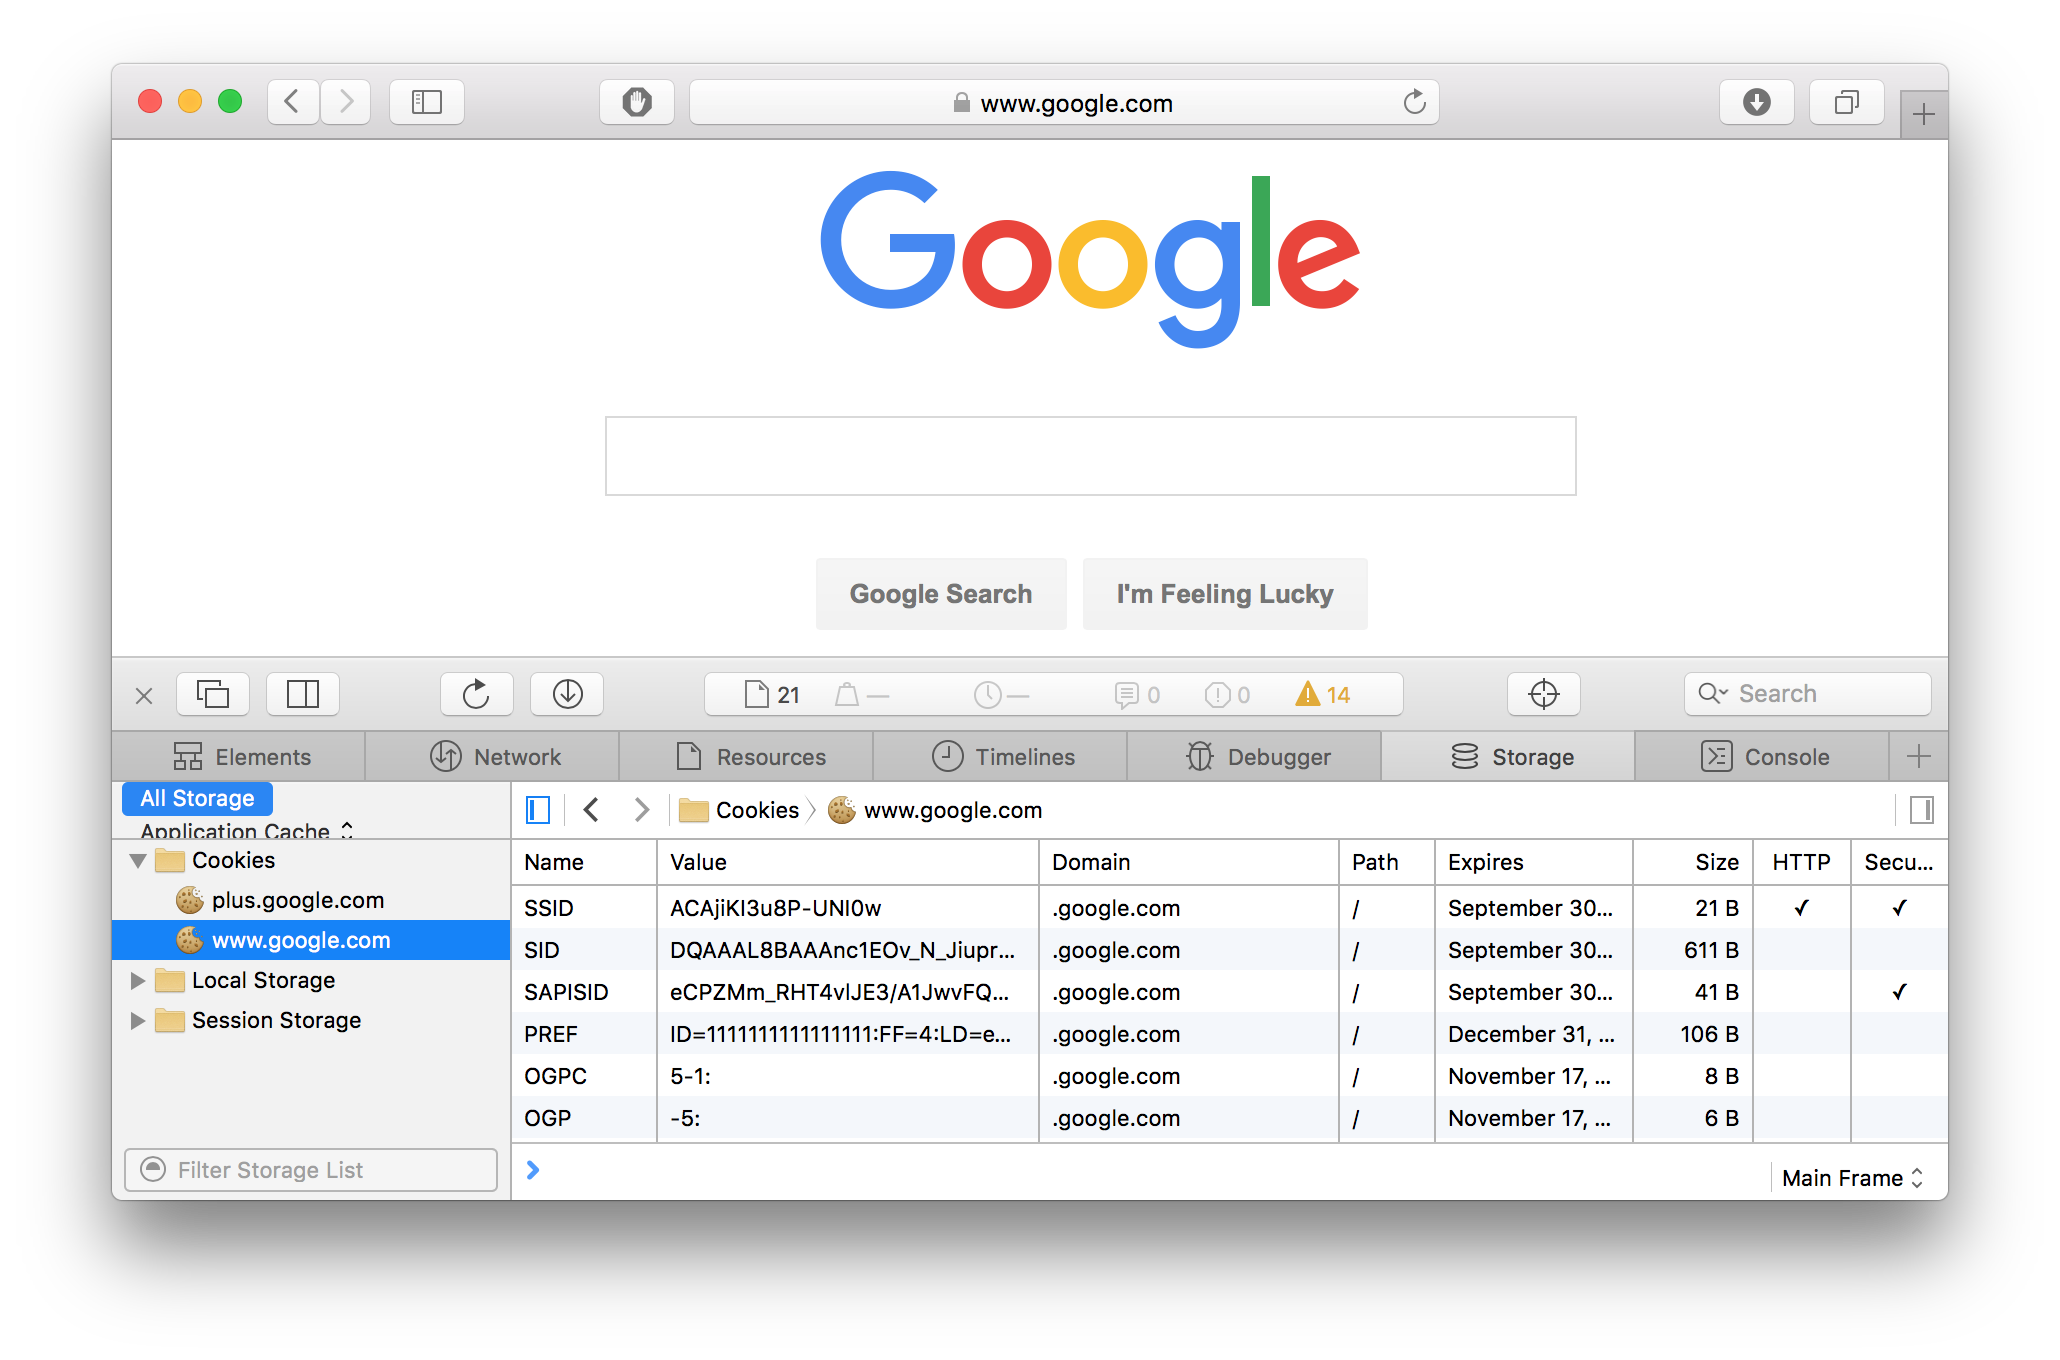 www.google.com
Google
Google Search I'm Feeling Lucky
21 — — 0 0 14 Search
Elements Network Resources Timelines Debugger Storage Console
All Storage
Application Cache
Cookies www.google.com
Cookies
plus.google.com
www.google.com
Local Storage
Session Storage
Filter Storage List
Name Value Domain Path Expires Size HTTP Secu...
SSID ACAjiKI3u8P-UNI0w .google.com / September 30... 21 B ✓ ✓
SID DQAAAL8BAAAnc1EOv_N_Jiupr... .google.com / September 30... 611 B
SAPISID eCPZMm_RHT4vlJE3/A1JwvFQ... .google.com / September 30... 41 B ✓
PREF ID=1111111111111111:FF=4:LD=e... .google.com / December 31, ... 106 B
OGPC 5-1: .google.com / November 17, ... 8 B
OGP -5: .google.com / November 17, ... 6 B
Main Frame